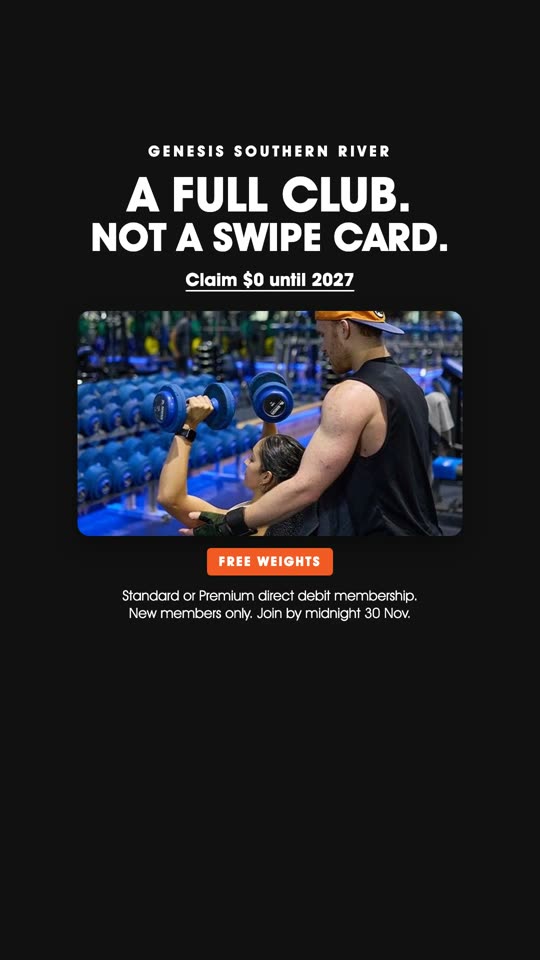 GENESIS SOUTHERN RIVER
A FULL CLUB.
NOT A SWIPE CARD.
Claim $0 until 2027
FREE WEIGHTS
Standard or Premium direct debit membership.
New members only. Join by midnight 30 Nov.